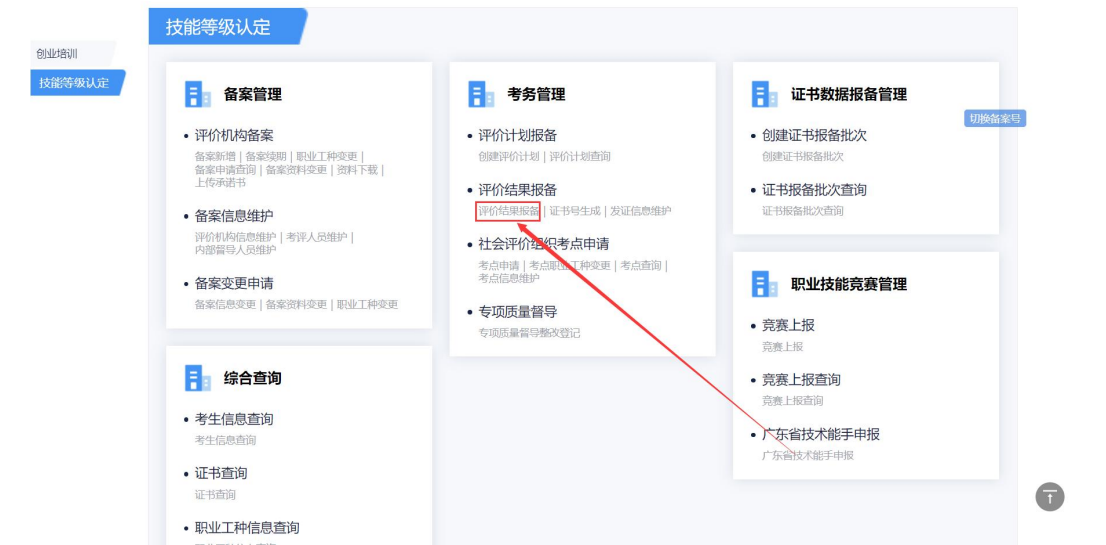 技能等级认定
创业培训
技能等级认定
备案管理
评价机构备案
备案新增 | 备案续期 | 职业工种变更 |
备案申请查询 | 备案资料变更 | 资料下载 |
上传承诺书
备案信息维护
评价机构信息维护 | 考评人员维护 |
内部督导人员维护
备案变更申请
备案信息变更 | 备案资料变更 | 职业工种变更
综合查询
考生信息查询
考生信息查询
证书查询
证书查询
职业工种信息查询
考务管理
评价计划报备
创建评价计划 | 评价计划查询
评价结果报备
评价结果报备 | 证书号生成 | 发证信息维护
社会评价组织考点申请
考点申请 | 考点职业工种变更 | 考点查询 |
考点信息维护
专项质量督导
专项质量督导整改登记
证书数据报备管理
切换备案号
创建证书报备批次
创建证书报备批次
证书报备批次查询
证书报备批次查询
职业技能竞赛管理
竞赛上报
竞赛上报
竞赛上报查询
竞赛上报查询
广东省技术能手申报
广东省技术能手申报